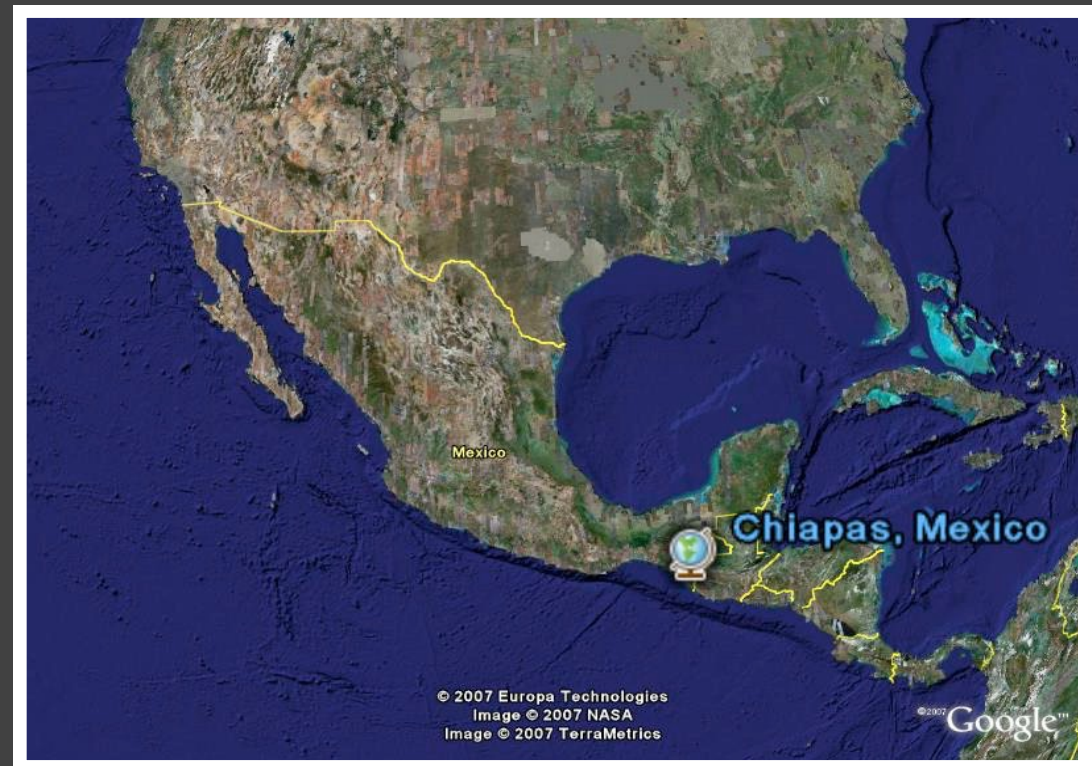 Mexico
Chiapas, Mexico
© 2007 Europa Technologies
Image © 2007 NASA
Image © 2007 TerraMetrics
©2007 Google™